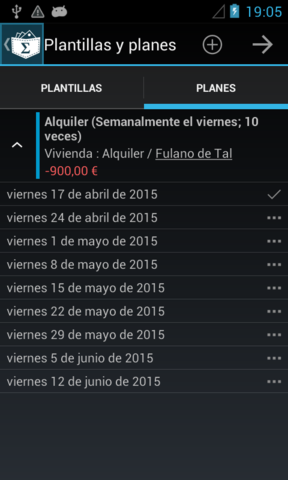 19:05
Plantillas y planes
PLANTILLAS
PLANES
Alquiler (Semanalmente el viernes; 10
veces)
Vivienda : Alquiler / Fulano de Tal
-900,00 €
viernes 17 de abril de 2015
viernes 24 de abril de 2015
viernes 1 de mayo de 2015
viernes 8 de mayo de 2015
viernes 15 de mayo de 2015
viernes 22 de mayo de 2015
viernes 29 de mayo de 2015
viernes 5 de junio de 2015
viernes 12 de junio de 2015